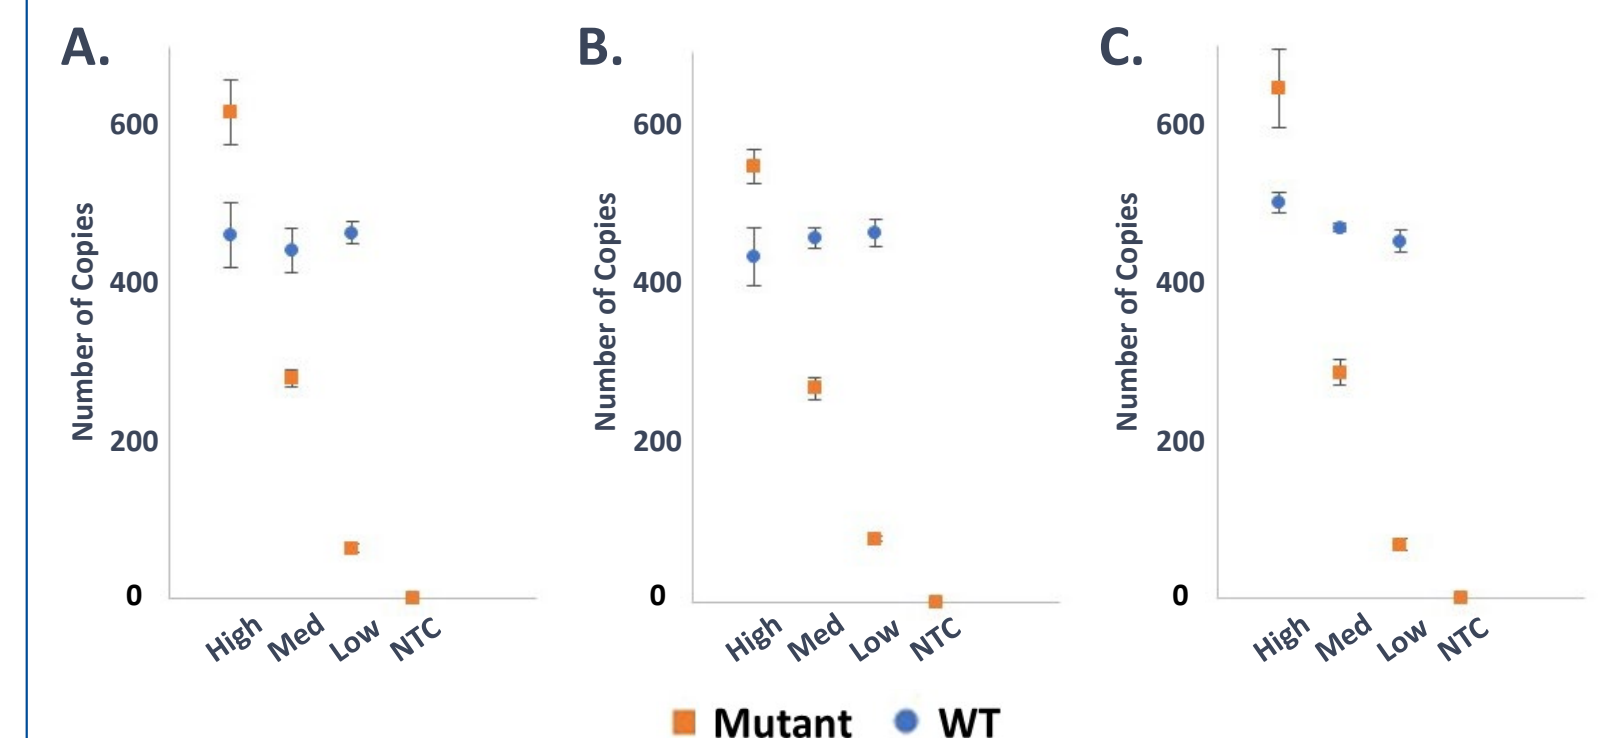 A.
Number of Copies
600
400
200
0
High
Med
Low
NTC
B.
Number of Copies
600
400
200
0
High
Med
Low
NTC
C.
Number of Copies
600
400
200
0
High
Med
Low
NTC
Mutant
WT